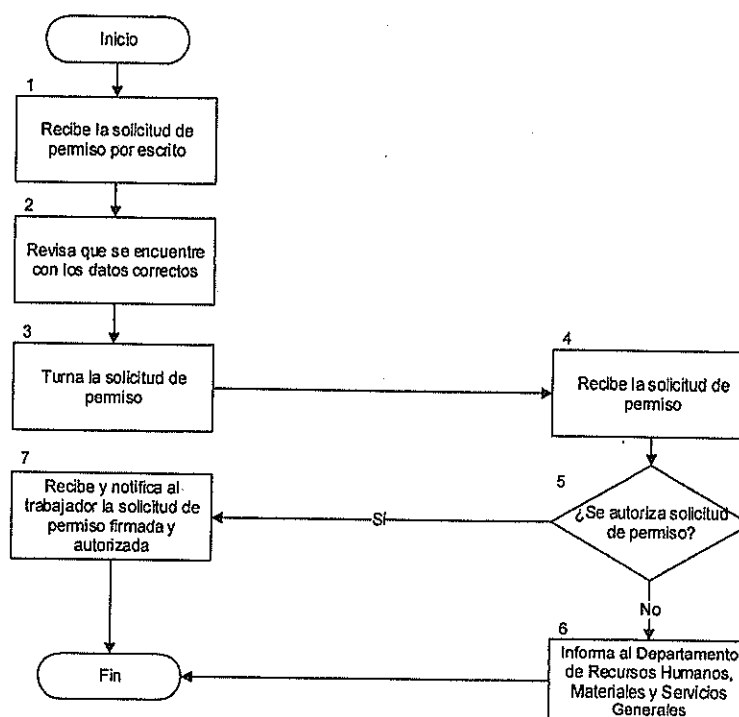 Inicio
1
Recibe la solicitud de
permiso por escrito
2
Revisa que se encuentre
con los datos correctos
3
Turna la solicitud de
permiso
4
Recibe la solicitud de
permiso
5
¿Se autoriza solicitud
de permiso?
Sí
7
Recibe y notifica al
trabajador la solicitud de
permiso firmada y
autorizada
No
6
Informa al Departamento
de Recursos Humanos,
Materiales y Servicios
Generales
Fin